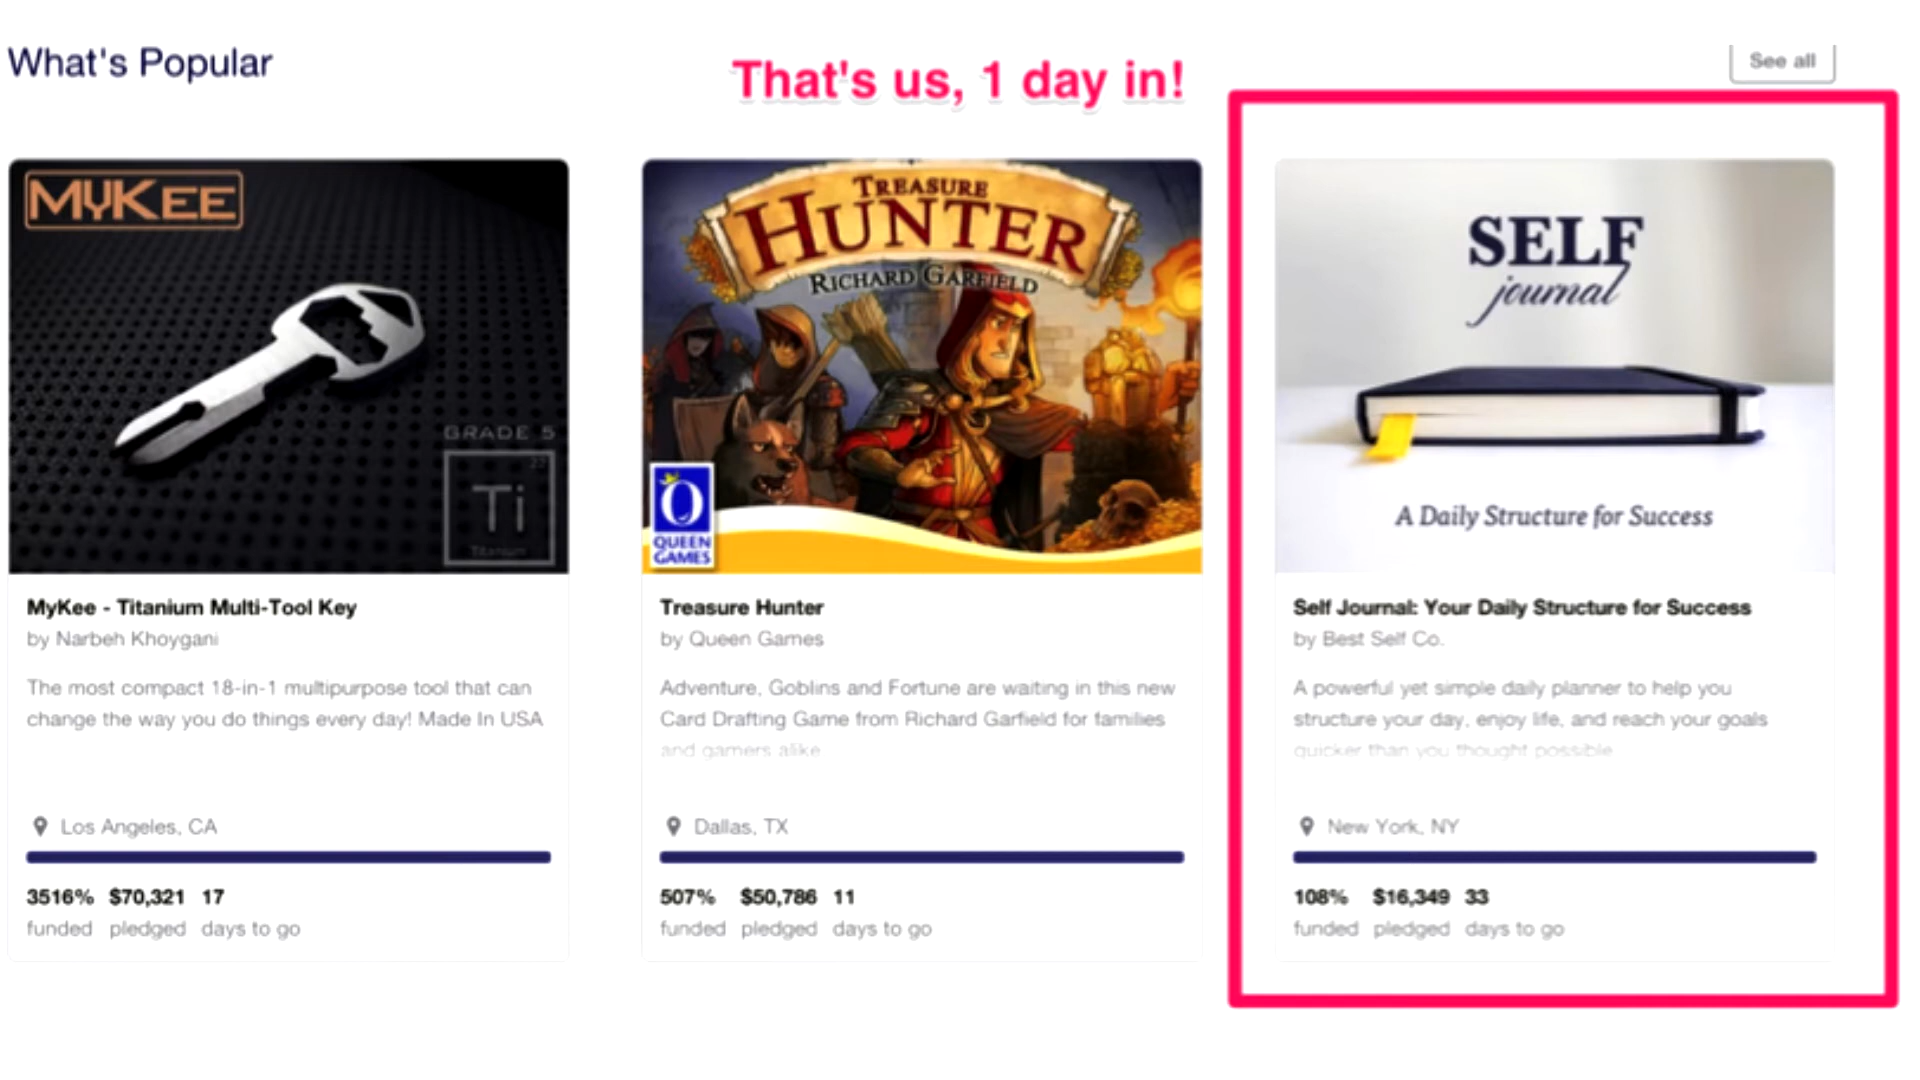 What's Popular
That's us, 1 day in!
See all
MYKEE
GRADE 5
22
Ti
Titanium
MyKee - Titanium Multi-Tool Key
by Narbeh Khoygani
The most compact 18-in-1 multipurpose tool that can
change the way you do things every day! Made In USA
Los Angeles, CA
3516% $70,321 17
funded pledged days to go
TREASURE
HUNTER
RICHARD GARFIELD
QUEEN
GAMES
Treasure Hunter
by Queen Games
Adventure, Goblins and Fortune are waiting in this new
Card Drafting Game from Richard Garfield for families
and gamers alike
Dallas, TX
507% $50,786 11
funded pledged days to go
SELF
journal
A Daily Structure for Success
Self Journal: Your Daily Structure for Success
by Best Self Co.
A powerful yet simple daily planner to help you
structure your day, enjoy life, and reach your goals
quicker than you thought possible
New York, NY
108% $16,349 33
funded pledged days to go